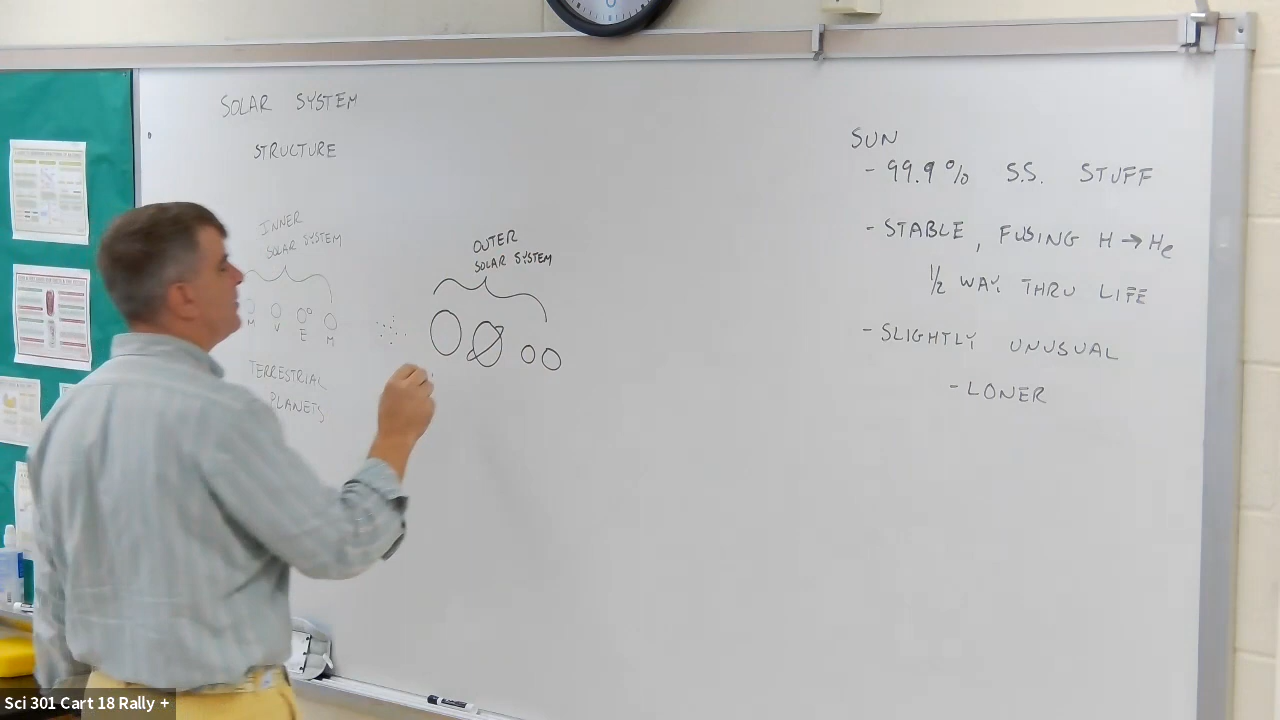 SOLAR SYSTEM
STRUCTURE
INNER
SOLAR SYSTEM
M V E M
TERRESTRIAL
PLANETS
OUTER
SOLAR SYSTEM
SUN
- 99.9% S.S. STUFF
- STABLE, FUSING H → He
1/2 WAY THRU LIFE
- SLIGHTLY UNUSUAL
- LONER
Sci 301 Cart 18 Rally +